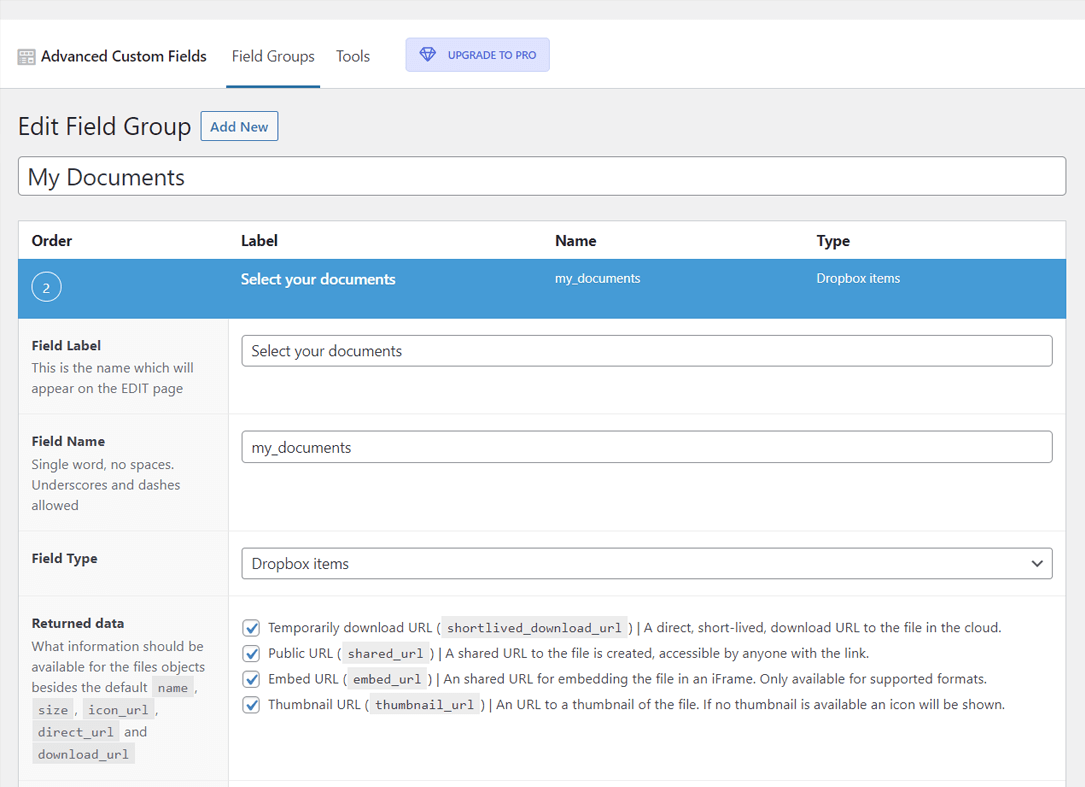 Advanced Custom Fields Field Groups Tools UPGRADE TO PRO
Edit Field Group Add New
My Documents
Order Label Name Type
2 Select your documents my_documents Dropbox items
Field Label
This is the name which will
appear on the EDIT page
Select your documents
Field Name
Single word, no spaces.
Underscores and dashes
allowed
my_documents
Field Type
Dropbox items
Returned data
What information should be
available for the files objects
besides the default name,
size, icon_url,
direct_url and
download_url
Temporarily download URL ( shortlived_download_url ) | A direct, short-lived, download URL to the file in the cloud.
Public URL ( shared_url ) | A shared URL to the file is created, accessible by anyone with the link.
Embed URL ( embed_url ) | An shared URL for embedding the file in an iFrame. Only available for supported formats.
Thumbnail URL ( thumbnail_url ) | An URL to a thumbnail of the file. If no thumbnail is available an icon will be shown.